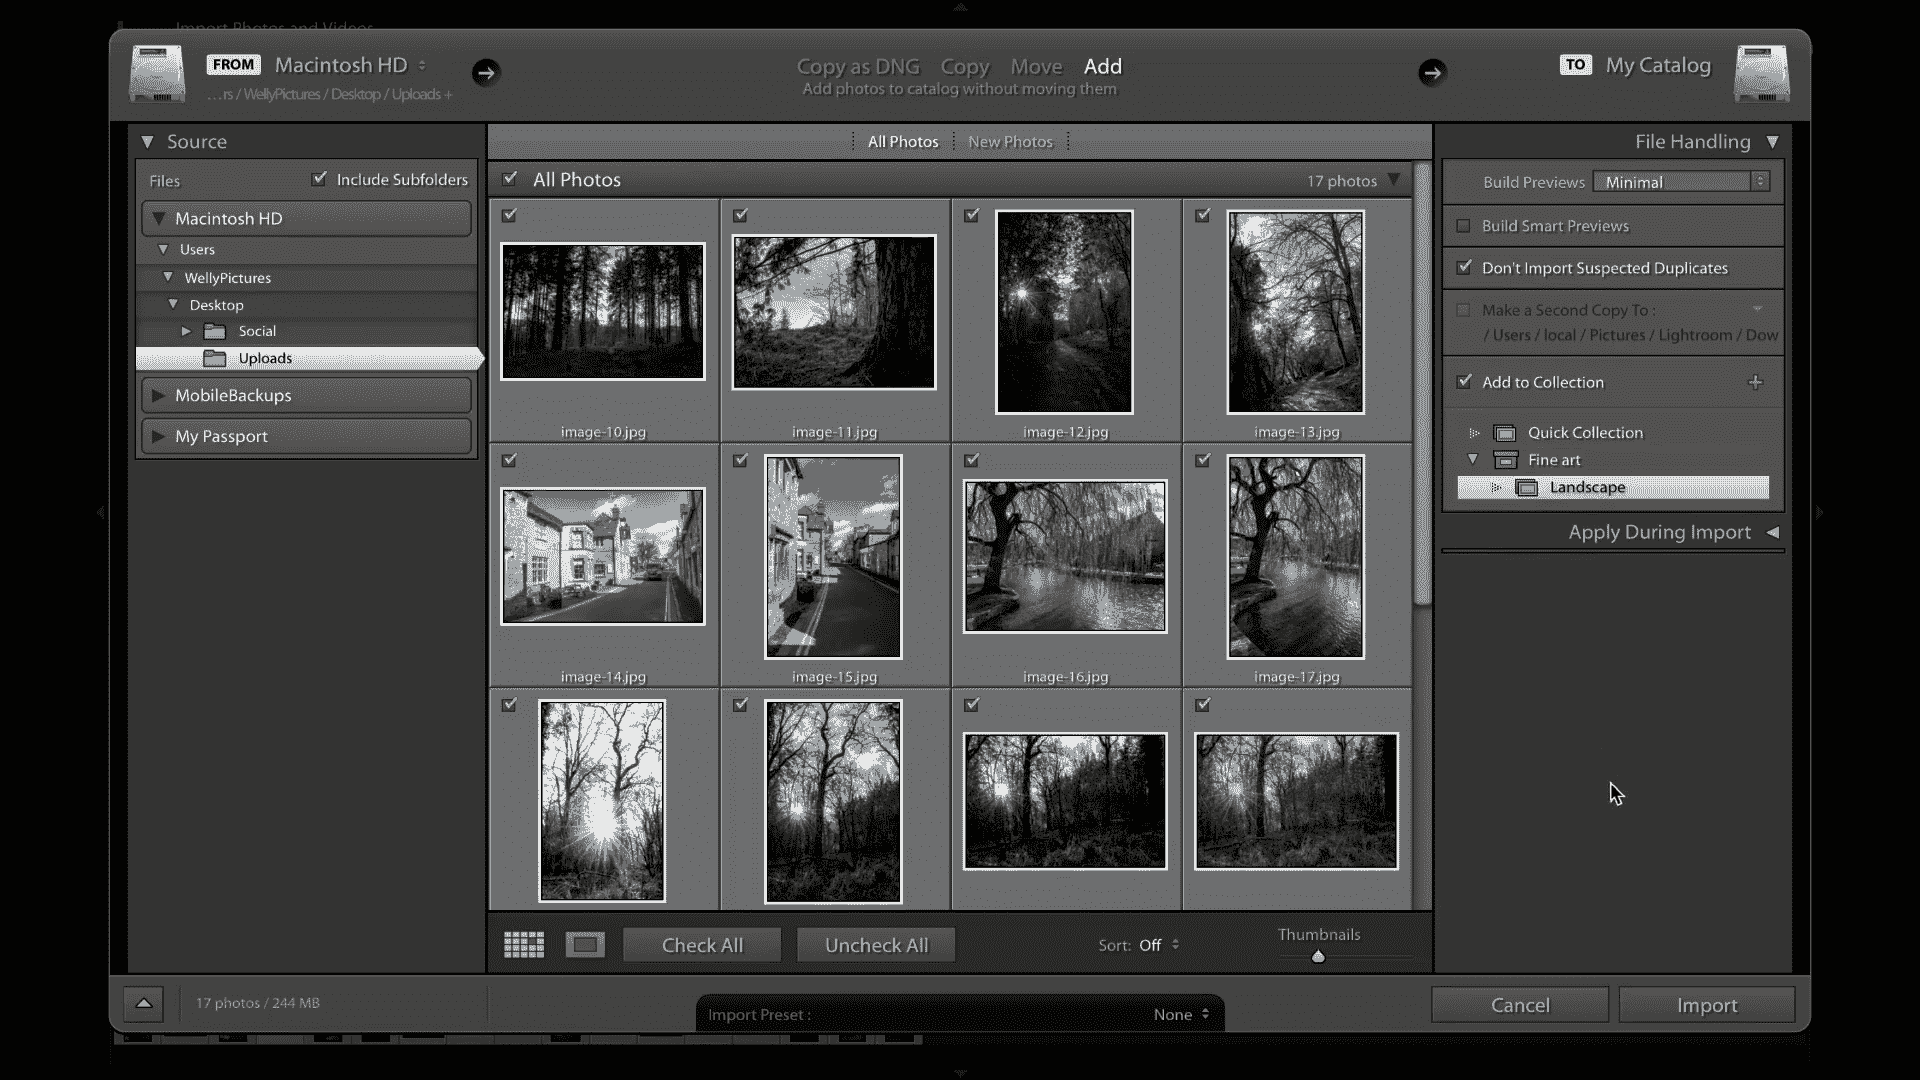 Import Photos and Videos
FROM Macintosh HD
…rs / WellyPictures / Desktop / Uploads +
Copy as DNG Copy Move Add
Add photos to catalog without moving them
TO My Catalog
Source
Files Include Subfolders
Macintosh HD
Users
WellyPictures
Desktop
Social
Uploads
MobileBackups
My Passport
All Photos New Photos
All Photos 17 photos
image-10.jpg image-11.jpg image-12.jpg image-13.jpg
image-14.jpg image-15.jpg image-16.jpg image-17.jpg
Check All Uncheck All Sort: Off Thumbnails
File Handling
Build Previews Minimal
Build Smart Previews
Don't Import Suspected Duplicates
Make a Second Copy To :
/ Users / local / Pictures / Lightroom / Dow
Add to Collection
Quick Collection
Fine art
Landscape
Apply During Import
17 photos / 244 MB
Import Preset : None
Cancel Import